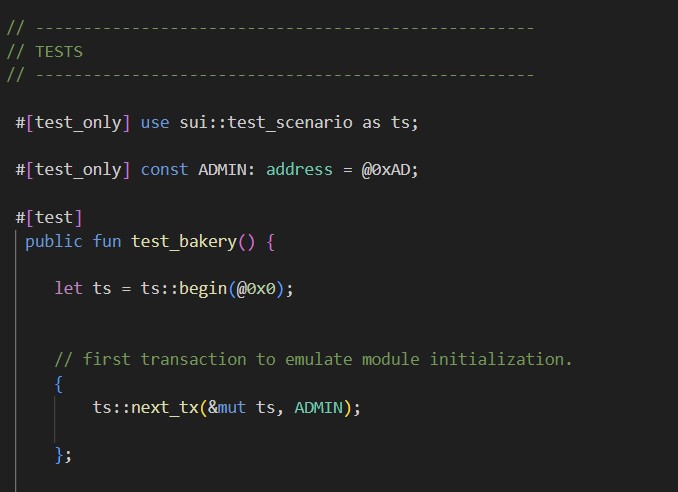 // ----------------------------------------------------
// TESTS
// ----------------------------------------------------
#[test_only] use sui::test_scenario as ts;
#[test_only] const ADMIN: address = @0xAD;
#[test]
public fun test_bakery() {
let ts = ts::begin(@0x0);
// first transaction to emulate module initialization.
{
ts::next_tx(&mut ts, ADMIN);
};